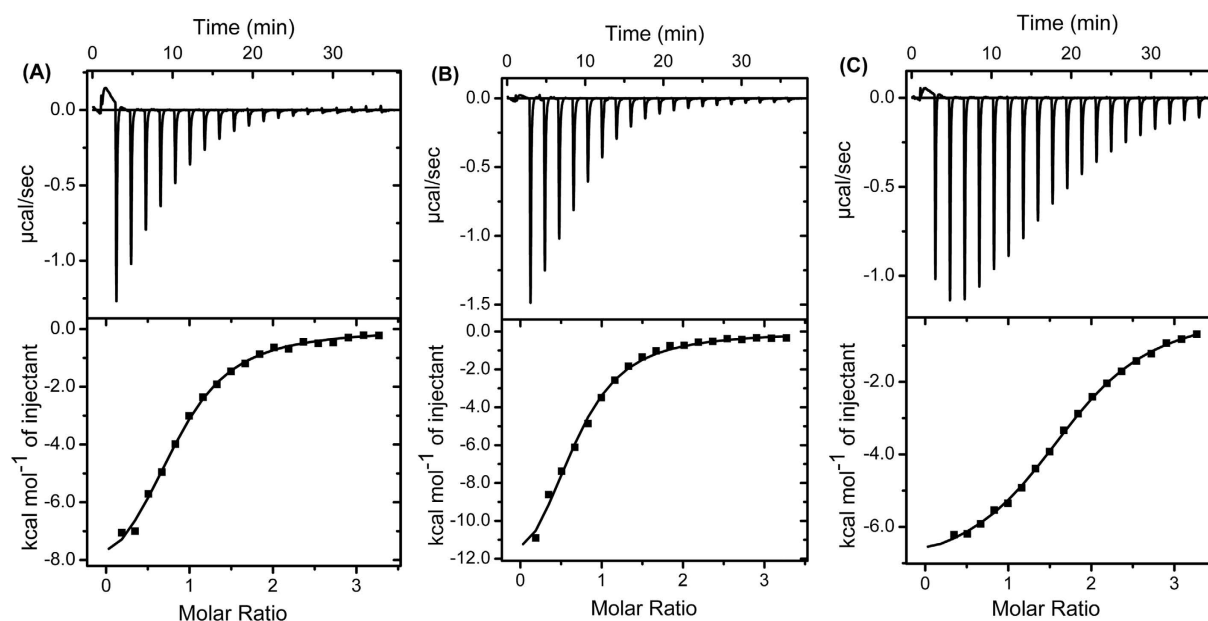 (A)
Time (min)
0 10 20 30
0.0
-0.5
-1.0
µcal/sec
0.0
-2.0
-4.0
-6.0
-8.0
kcal mol⁻¹ of injectant
0 1 2 3
Molar Ratio
(B)
Time (min)
0 10 20 30
0.0
-0.5
-1.0
-1.5
µcal/sec
0.0
-2.0
-4.0
-6.0
-8.0
-10.0
-12.0
kcal mol⁻¹ of injectant
0 1 2 3
Molar Ratio
(C)
Time (min)
0 10 20 30
0.0
-0.5
-1.0
µcal/sec
-2.0
-4.0
-6.0
kcal mol⁻¹ of injectant
0 1 2 3
Molar Ratio